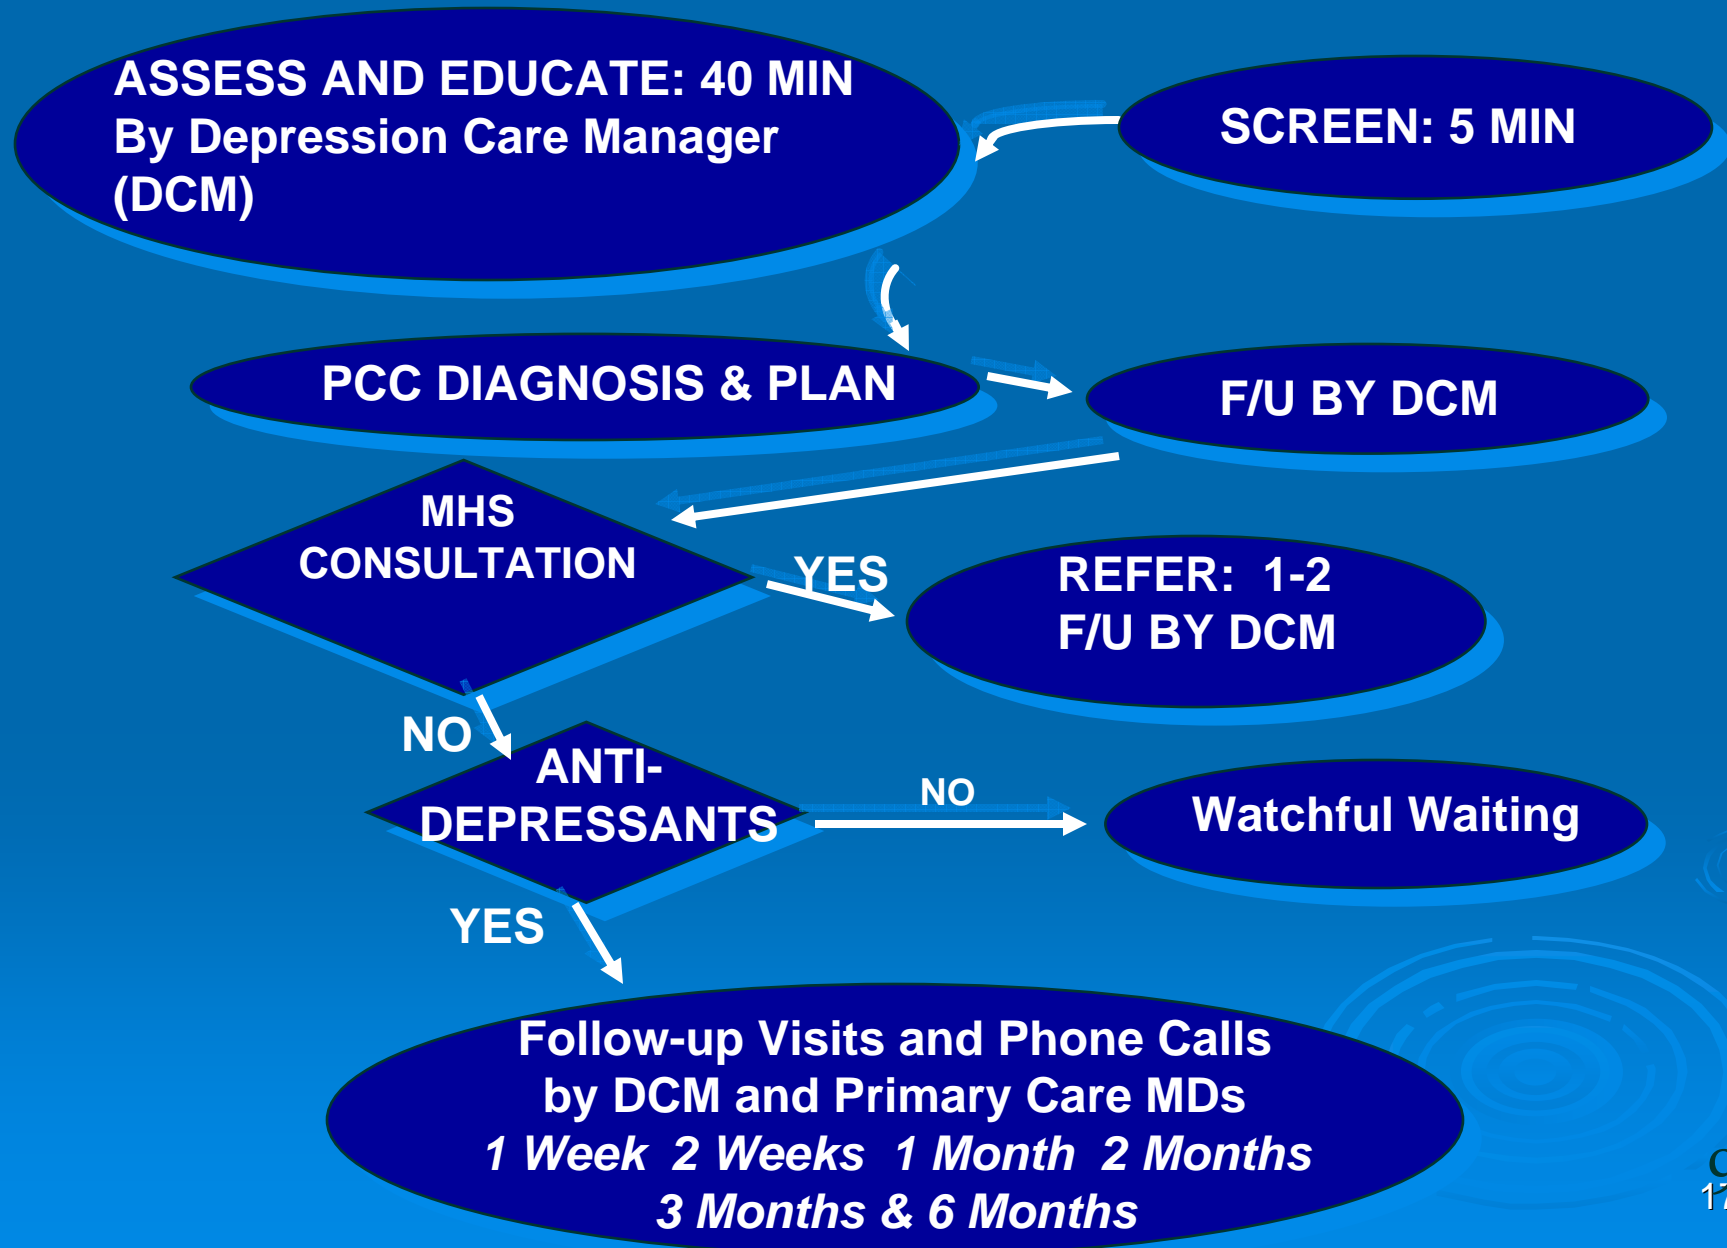 ASSESS AND EDUCATE: 40 MIN
By Depression Care Manager
(DCM)
SCREEN: 5 MIN
PCC DIAGNOSIS & PLAN
F/U BY DCM
MHS
CONSULTATION
YES
REFER: 1-2
F/U BY DCM
NO
ANTI-
DEPRESSANTS
NO
Watchful Waiting
YES
Follow-up Visits and Phone Calls
by DCM and Primary Care MDs
1 Week 2 Weeks 1 Month 2 Months
3 Months & 6 Months
17